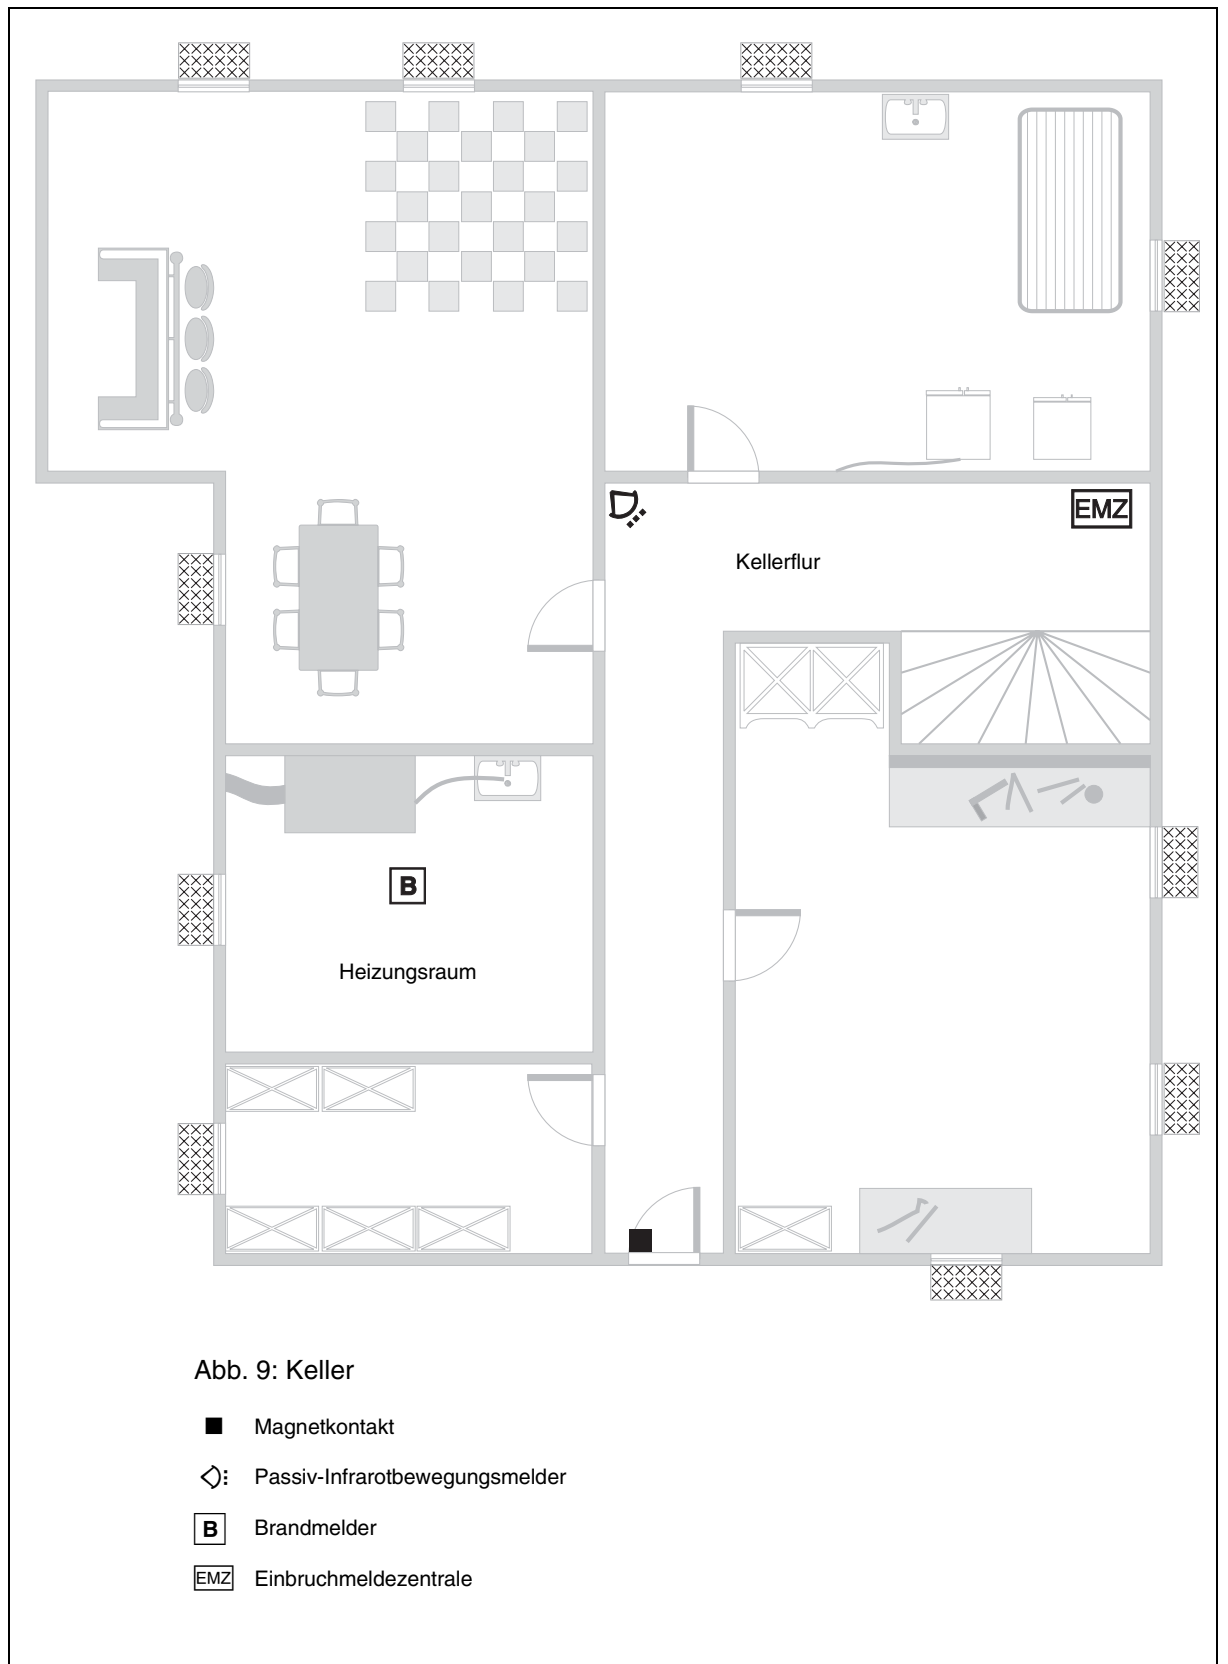 EMZ
Kellerflur
B
Heizungsraum
Abb. 9: Keller
Magnetkontakt
Passiv-Infrarotbewegungsmelder
B Brandmelder
EMZ Einbruchmeldezentrale